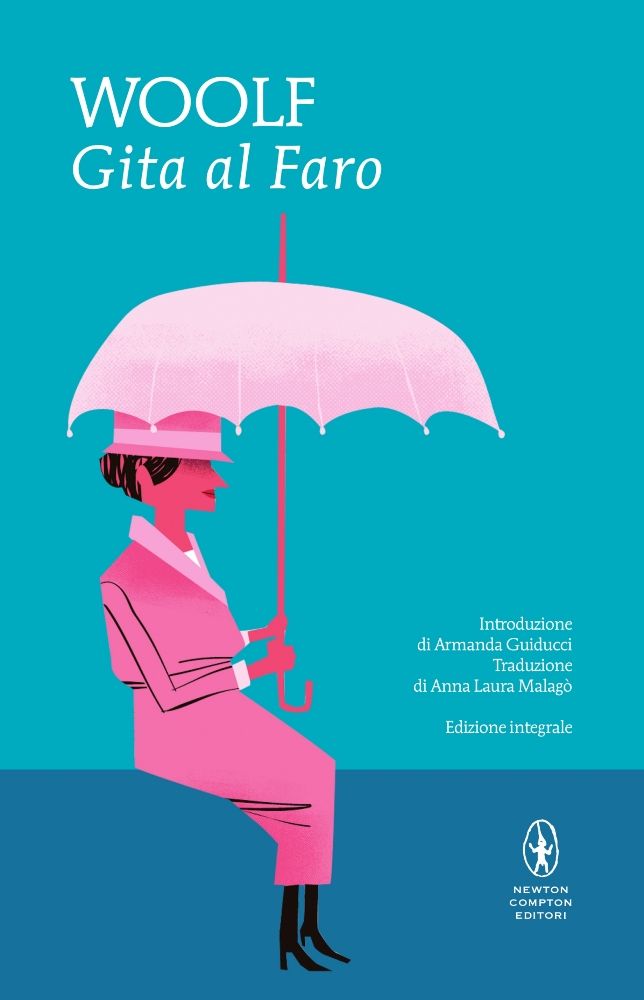 WOOLF
Gita al Faro
Introduzione
di Armanda Guiducci
Traduzione
di Anna Laura Malagò
Edizione integrale
NEWTON
COMPTON
EDITORI